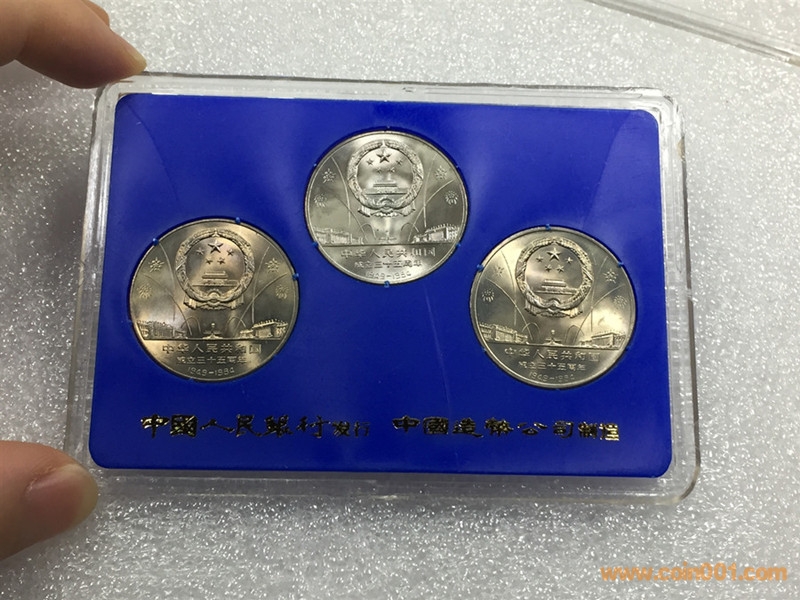 中华人民共和国
成立三十五周年
1949-1984
中华人民共和国
成立三十五周年
1949-1984
中华人民共和国
成立三十五周年
1949-1984
中國人民銀行发行 中國造幣公司制造
www.coin001.com